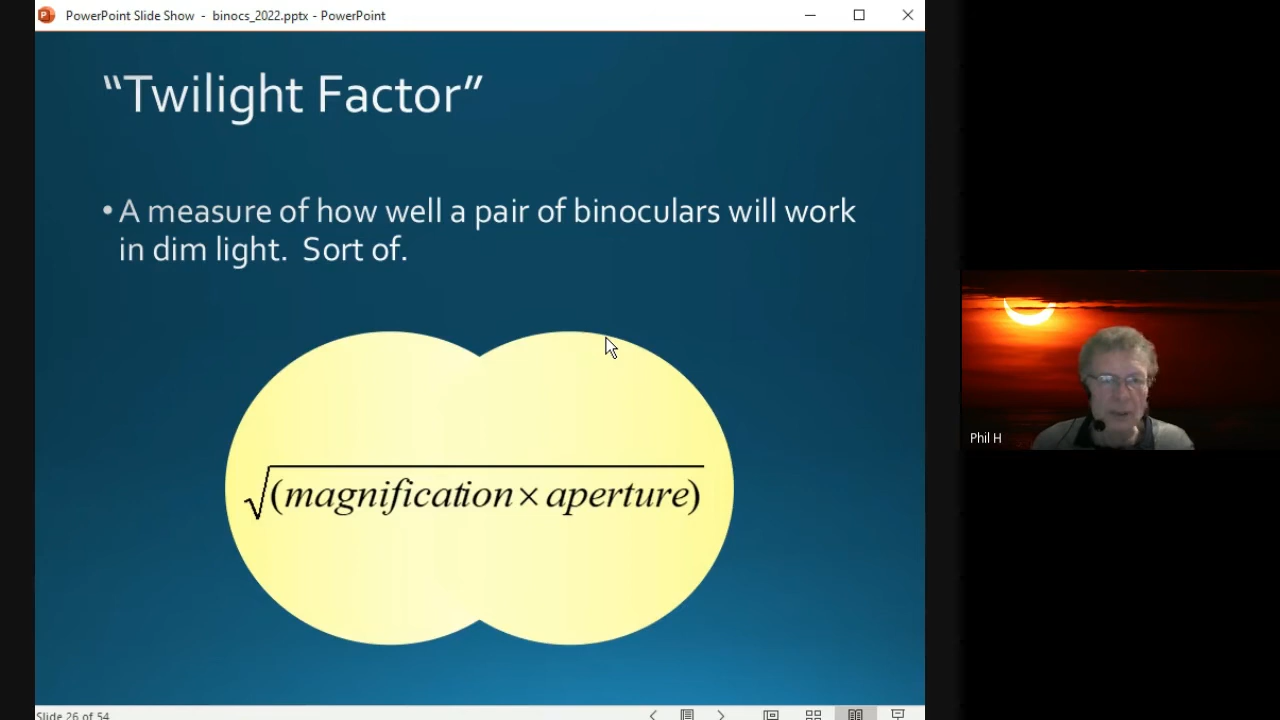 PowerPoint Slide Show - binocs_2022.pptx - PowerPoint
“Twilight Factor”
•A measure of how well a pair of binoculars will work
in dim light. Sort of.
√(magnification×aperture)
Phil H
Slide 26 of 54